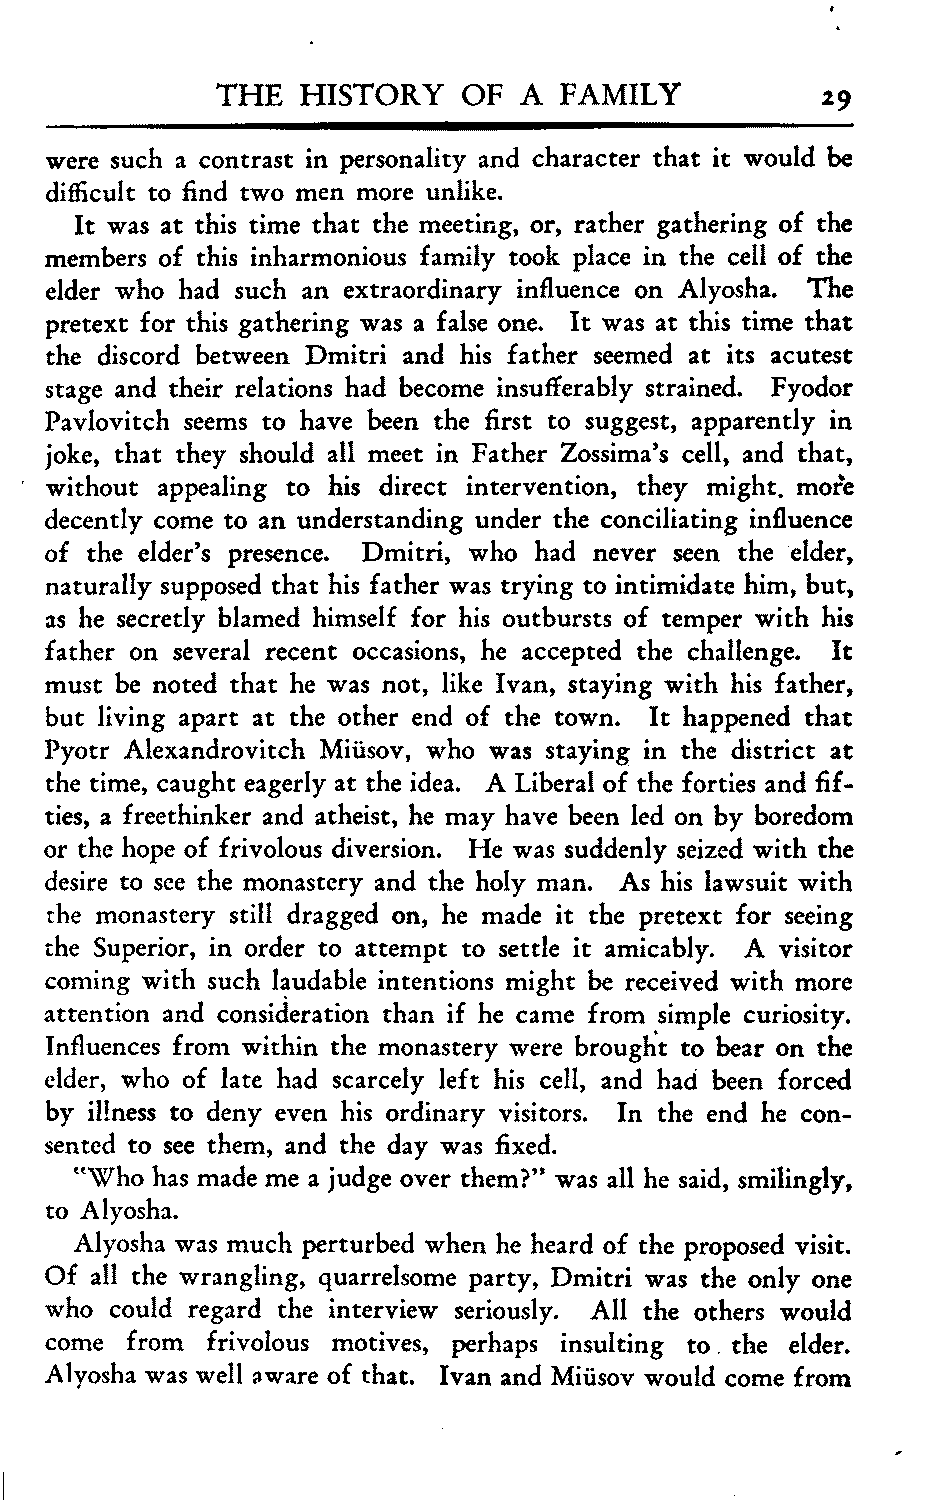 THE HISTORY OF A FAMILY 29
were such a contrast in personality and character that it would be
difficult to find two men more unlike.
It was at this time that the meeting, or, rather gathering of the
members of this inharmonious family took place in the cell of the
elder who had such an extraordinary influence on Alyosha. The
pretext for this gathering was a false one. It was at this time that
the discord between Dmitri and his father seemed at its acutest
stage and their relations had become insufferably strained. Fyodor
Pavlovitch seems to have been the first to suggest, apparently in
joke, that they should all meet in Father Zossima's cell, and that,
without appealing to his direct intervention, they might, more
decently come to an understanding under the conciliating influence
of the elder's presence. Dmitri, who had never seen the elder,
naturally supposed that his father was trying to intimidate him, but,
as he secretly blamed himself for his outbursts of temper with his
father on several recent occasions, he accepted the challenge. It
must be noted that he was not, like Ivan, staying with his father,
but living apart at the other end of the town. It happened that
Pyotr Alexandrovitch Miüsov, who was staying in the district at
the time, caught eagerly at the idea. A Liberal of the forties and fif-
ties, a freethinker and atheist, he may have been led on by boredom
or the hope of frivolous diversion. He was suddenly seized with the
desire to see the monastery and the holy man. As his lawsuit with
the monastery still dragged on, he made it the pretext for seeing
the Superior, in order to attempt to settle it amicably. A visitor
coming with such laudable intentions might be received with more
attention and consideration than if he came from simple curiosity.
Influences from within the monastery were brought to bear on the
elder, who of late had scarcely left his cell, and had been forced
by illness to deny even his ordinary visitors. In the end he con-
sented to see them, and the day was fixed.
"Who has made me a judge over them?" was all he said, smilingly,
to Alyosha.
Alyosha was much perturbed when he heard of the proposed visit.
Of all the wrangling, quarrelsome party, Dmitri was the only one
who could regard the interview seriously. All the others would
come from frivolous motives, perhaps insulting to the elder.
Alyosha was well aware of that. Ivan and Miüsov would come from